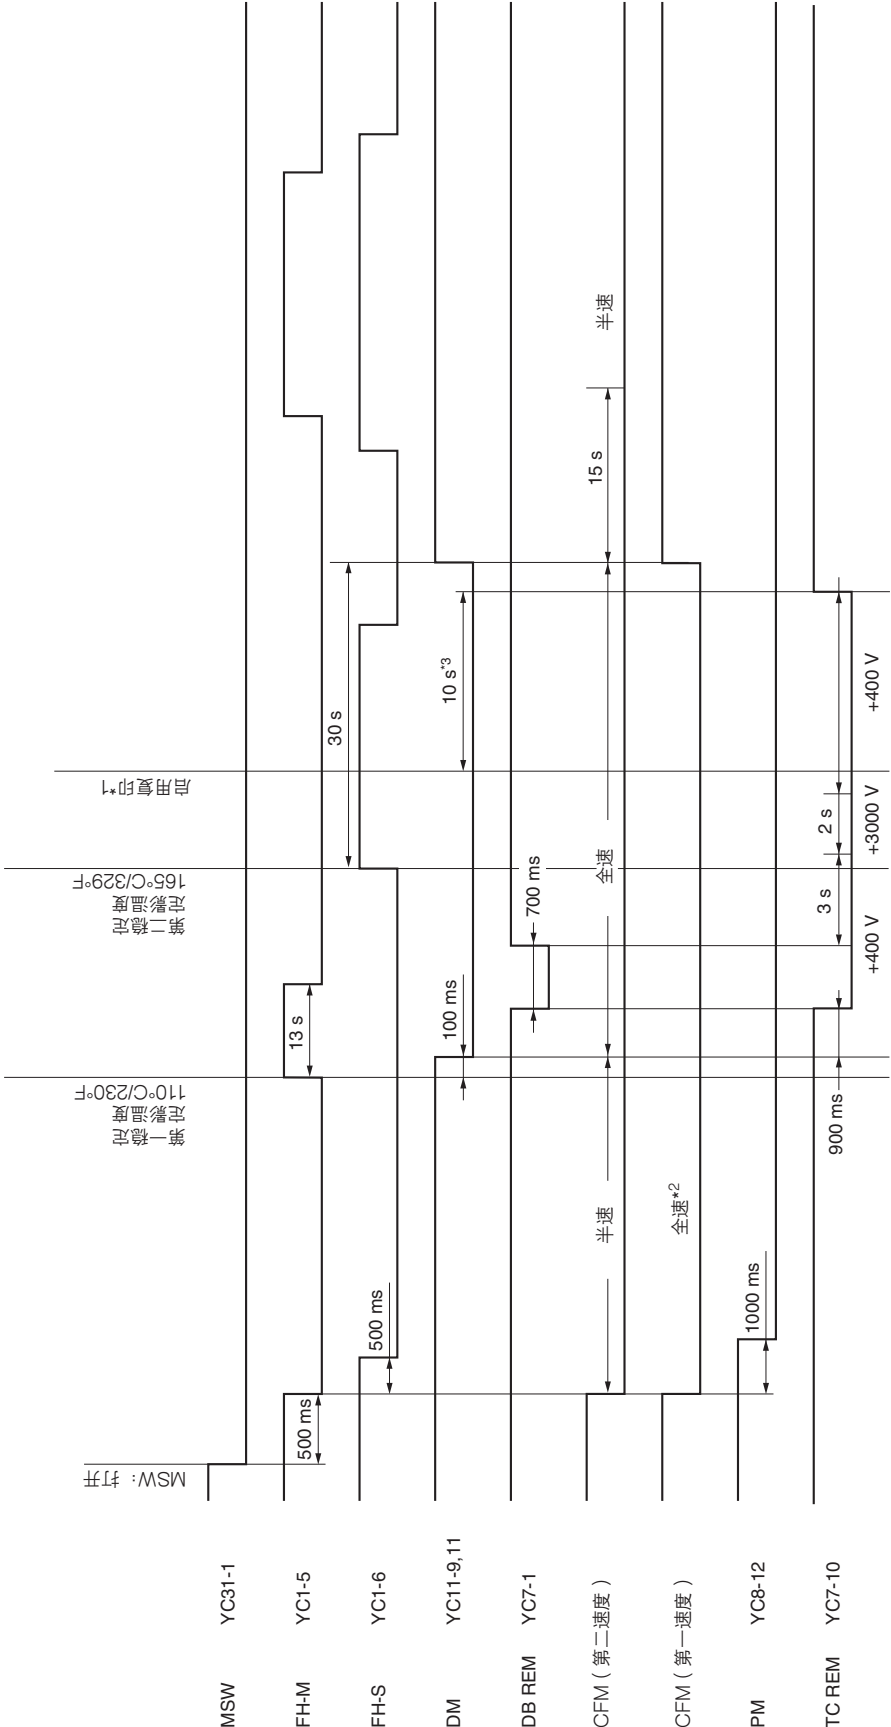 MSW YC31-1
FH-M YC1-5
FH-S YC1-6
DM YC11-9,11
DB REM YC7-1
CFM（第二速度）
CFM（第一速度）
PM YC8-12
TC REM YC7-10
MSW：打开
第一稳定
定影温度
110°C/230°F
第二稳定
定影温度
165°C/329°F
启用复印*1
500 ms
13 s
500 ms
30 s
100 ms
10 s*3
700 ms
半速
全速
15 s
半速
全速*2
1000 ms
900 ms
3 s
2 s
+400 V
+3000 V
+400 V